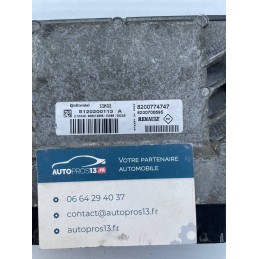 Continental
S120200113 A
8200774747
8200700695
RENAULT
AUTOPROS13.FR
VOTRE PARTENAIRE
AUTOMOBILE
06 64 29 40 37
contact@autopros13.fr
autopros13.fr